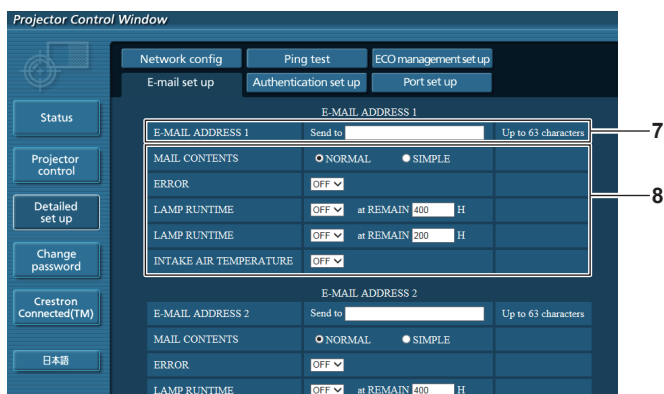 Projector Control Window
Network config Ping test ECO management set up
E-mail set up Authentication set up Port set up
Status
Projector control
Detailed set up
Change password
Crestron Connected(TM)
日本語
E-MAIL ADDRESS 1
E-MAIL ADDRESS 1 Send to Up to 63 characters 7
MAIL CONTENTS NORMAL SIMPLE
ERROR OFF 8
LAMP RUNTIME OFF at REMAIN 400 H
LAMP RUNTIME OFF at REMAIN 200 H
INTAKE AIR TEMPERATURE OFF
E-MAIL ADDRESS 2
E-MAIL ADDRESS 2 Send to Up to 63 characters
MAIL CONTENTS NORMAL SIMPLE
ERROR OFF
LAMP RUNTIME OFF at REMAIN 400 H